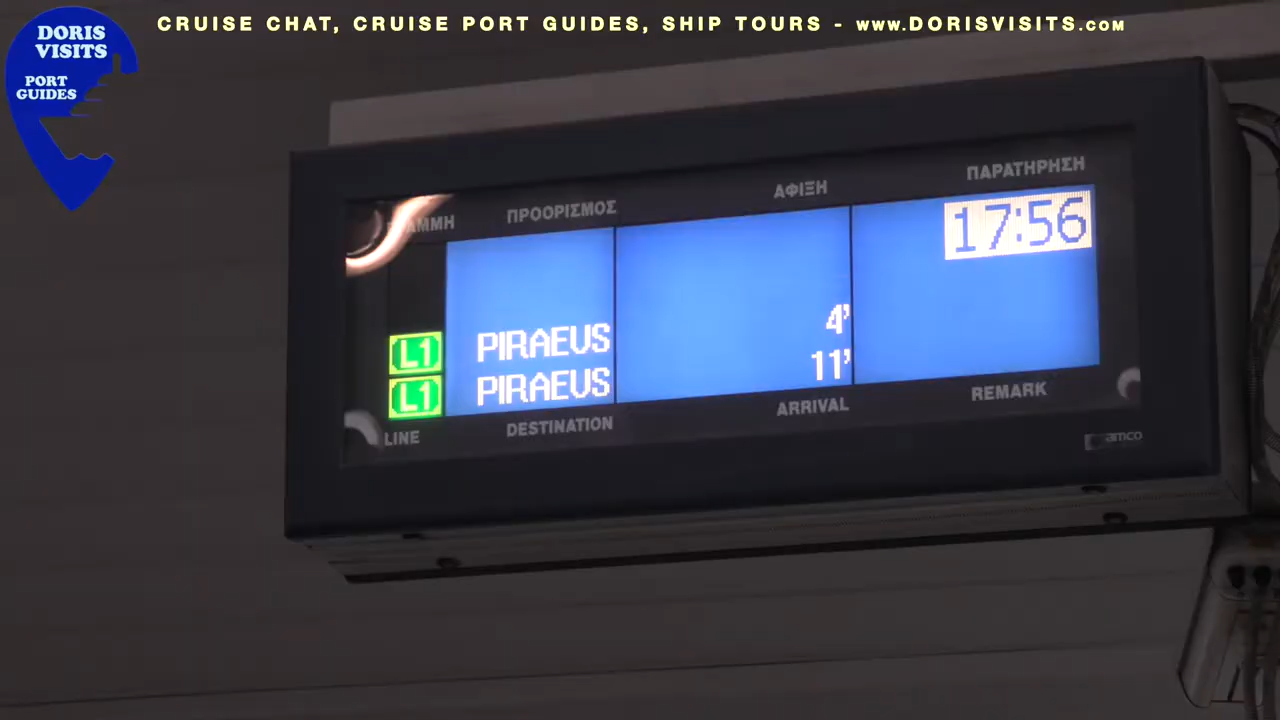 CRUISE CHAT, CRUISE PORT GUIDES, SHIP TOURS - www.DORISVISITS.com
DORIS
VISITS
PORT
GUIDES
ΠΡΟΟΡΙΣΜΟΣ ΑΦΙΞΗ ΠΑΡΑΤΗΡΗΣΗ
17:56
L1 PIRAEUS 4'
L1 PIRAEUS 11'
LINE DESTINATION ARRIVAL REMARK